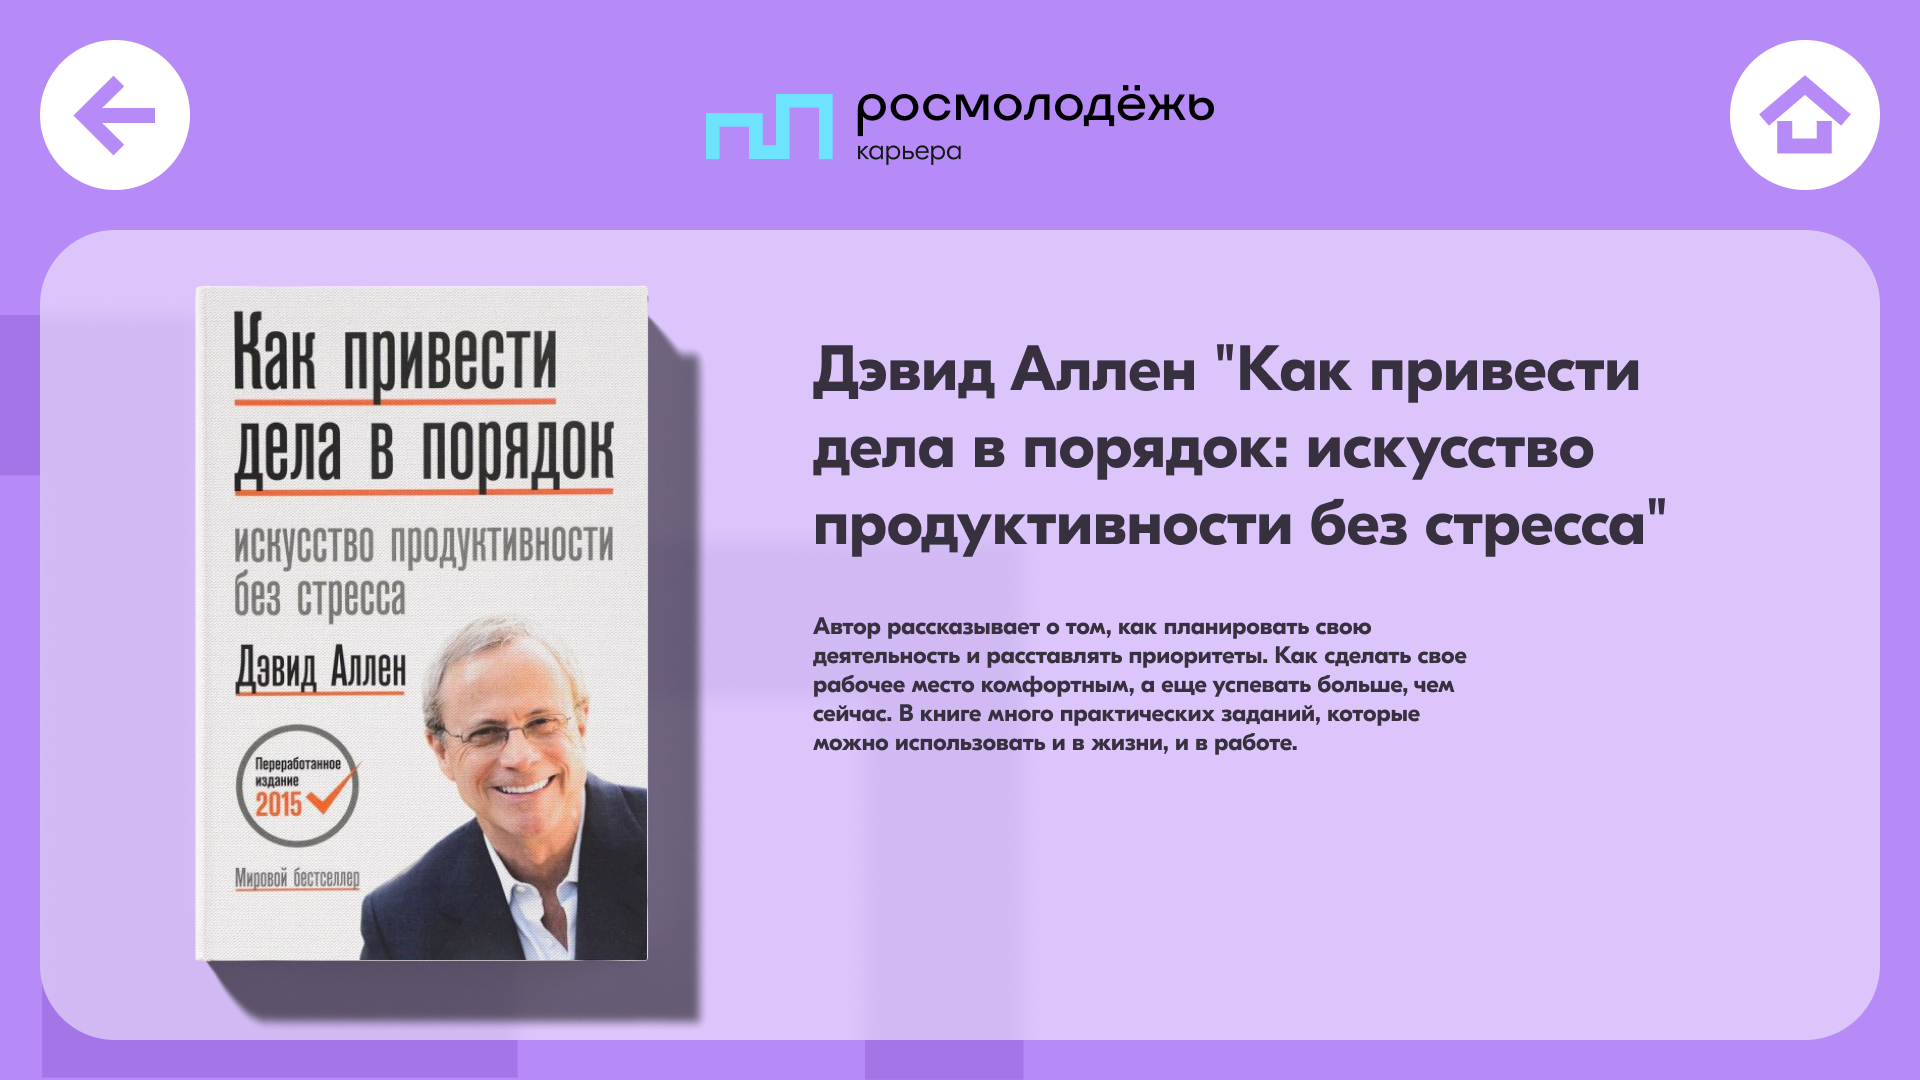 росмолодёжь
карьера
Как привести
дела в порядок
искусство продуктивности
без стресса
Дэвид Аллен
Переработанное
издание
2015
Мировой бестселлер
Дэвид Аллен "Как привести
дела в порядок: искусство
продуктивности без стресса"
Автор рассказывает о том, как планировать свою
деятельность и расставлять приоритеты. Как сделать свое
рабочее место комфортным, а еще успевать больше, чем
сейчас. В книге много практических заданий, которые
можно использовать и в жизни, и в работе.